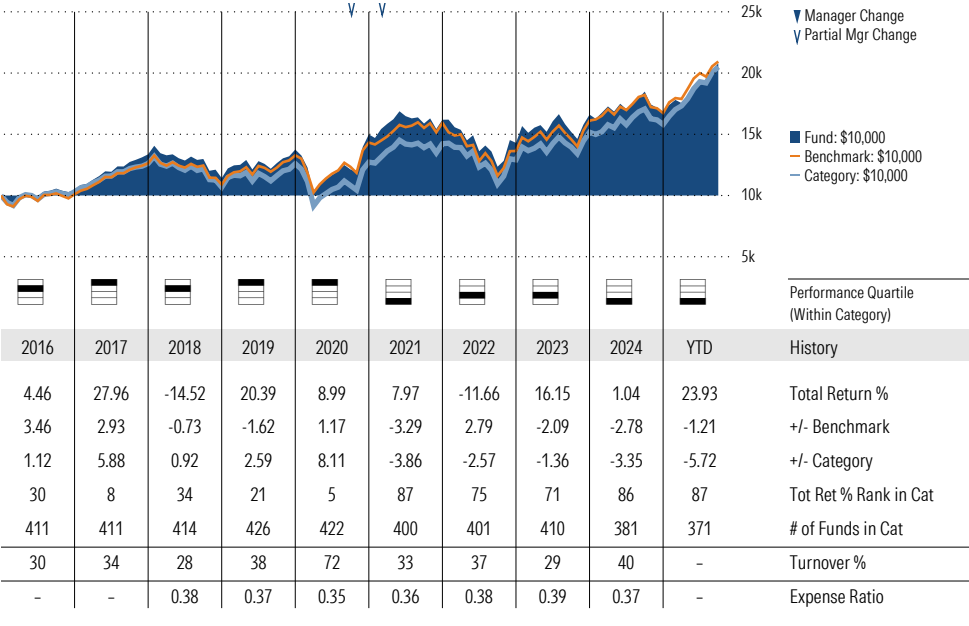 25k
20k
15k
10k
5k
Manager Change
Partial Mgr Change
Fund: $10,000
Benchmark: $10,000
Category: $10,000
Performance Quartile
(Within Category)
2016 2017 2018 2019 2020 2021 2022 2023 2024 YTD History
4.46 27.96 -14.52 20.39 8.99 7.97 -11.66 16.15 1.04 23.93 Total Return %
3.46 2.93 -0.73 -1.62 1.17 -3.29 2.79 -2.09 -2.78 -1.21 +/- Benchmark
1.12 5.88 0.92 2.59 8.11 -3.86 -2.57 -1.36 -3.35 -5.72 +/- Category
30 8 34 21 5 87 75 71 86 87 Tot Ret % Rank in Cat
411 411 414 426 422 400 401 410 381 371 # of Funds in Cat
30 34 28 38 72 33 37 29 40 – Turnover %
– – 0.38 0.37 0.35 0.36 0.38 0.39 0.37 – Expense Ratio